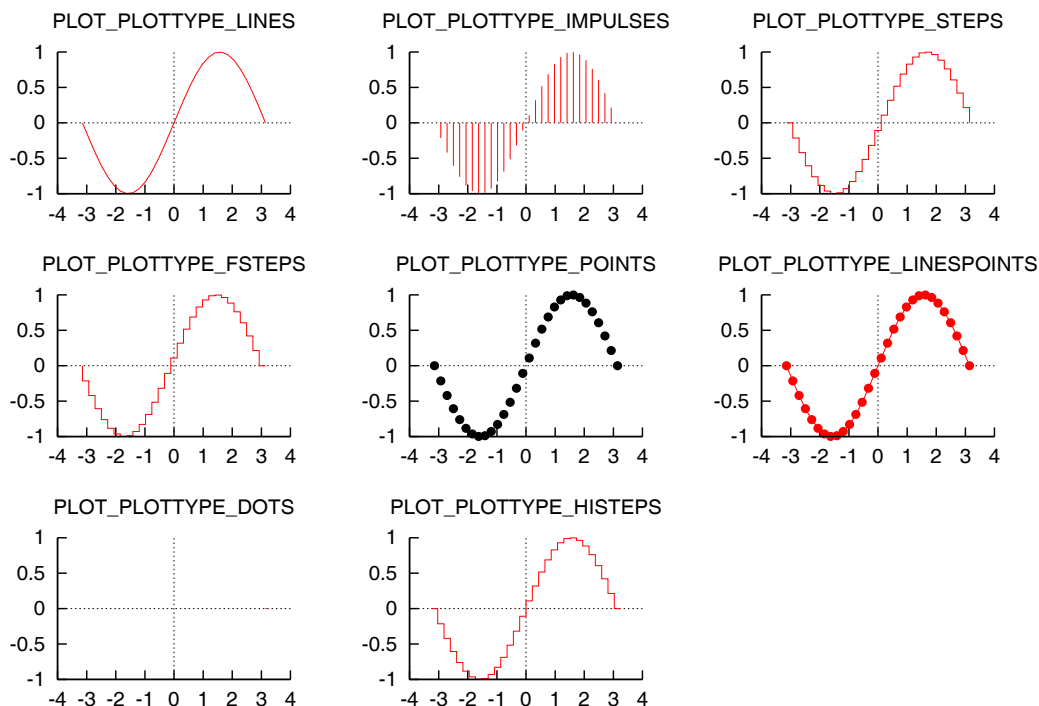 PLOT_PLOTTYPE_LINES
1
0.5
0
-0.5
-1
-4 -3 -2 -1 0 1 2 3 4
PLOT_PLOTTYPE_IMPULSES
1
0.5
0
-0.5
-1
-4 -3 -2 -1 0 1 2 3 4
PLOT_PLOTTYPE_STEPS
1
0.5
0
-0.5
-1
-4 -3 -2 -1 0 1 2 3 4
PLOT_PLOTTYPE_FSTEPS
1
0.5
0
-0.5
-1
-4 -3 -2 -1 0 1 2 3 4
PLOT_PLOTTYPE_POINTS
1
0.5
0
-0.5
-1
-4 -3 -2 -1 0 1 2 3 4
PLOT_PLOTTYPE_LINESPOINTS
1
0.5
0
-0.5
-1
-4 -3 -2 -1 0 1 2 3 4
PLOT_PLOTTYPE_DOTS
1
0.5
0
-0.5
-1
-4 -3 -2 -1 0 1 2 3 4
PLOT_PLOTTYPE_HISTEPS
1
0.5
0
-0.5
-1
-4 -3 -2 -1 0 1 2 3 4